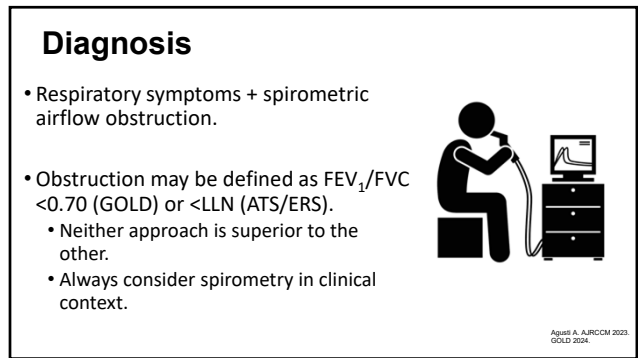 Diagnosis
• Respiratory symptoms + spirometric
airflow obstruction.
• Obstruction may be defined as FEV₁/FVC
<0.70 (GOLD) or <LLN (ATS/ERS).
• Neither approach is superior to the
other.
• Always consider spirometry in clinical
context.
Agusti A. AJRCCM 2023.
GOLD 2024.